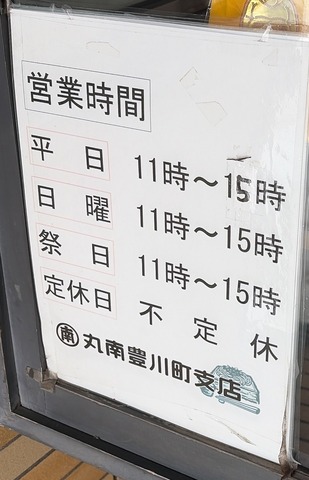 営業時間
平日 11時～15時
日曜 11時～15時
祭日 11時～15時
定休日 不定休
南 丸南豊川町支店